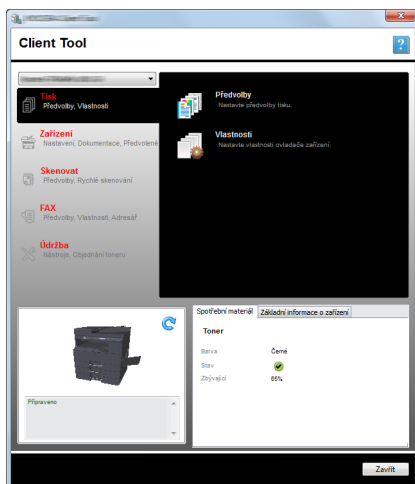 Client Tool
?
Tisk
Předvolby, Vlastnosti
Zařízení
Nastavení, Dokumentace, Předvolené
Skenovat
Předvolby, Rychlé skenování
FAX
Předvolby, Vlastnosti, Adresář
Údržba
Nástroje, Objednání toneru
Předvolby
Nastavte předvolby tisku.
Vlastnosti
Nastavte vlastnosti ovladače zařízení.
Připraveno
Spotřební materiál
Základní informace o zařízení
Toner
Barva Černé
Stav
Zbývající 65%
Zavřít